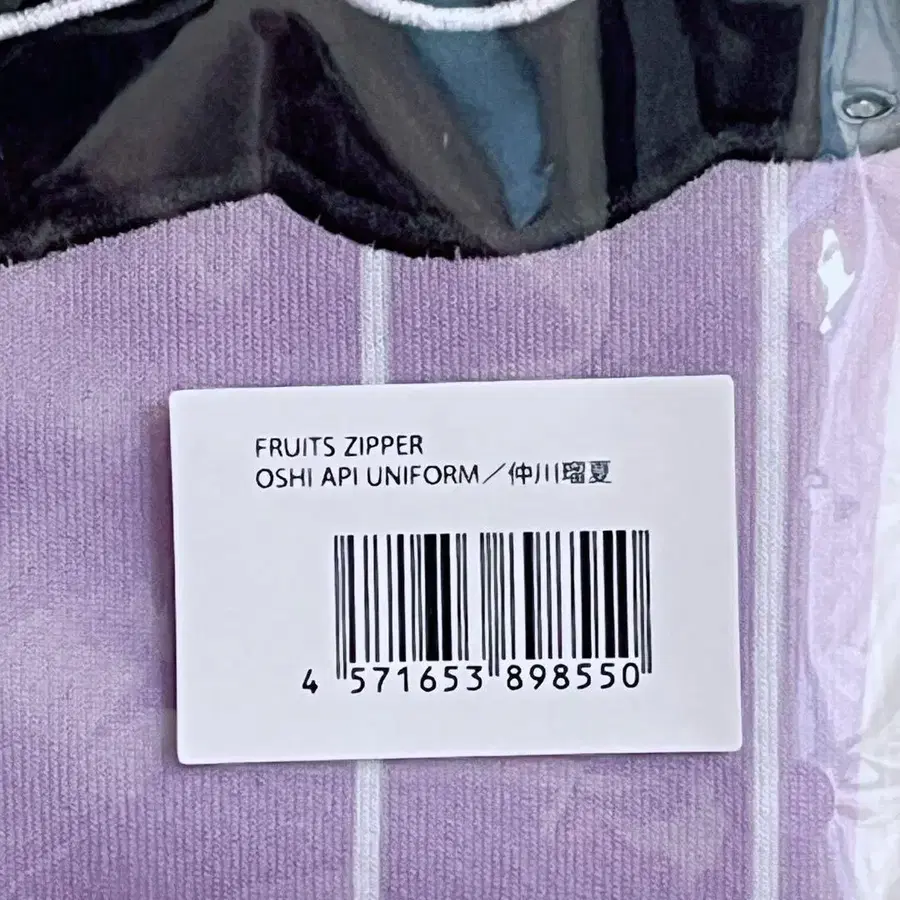 FRUITS ZIPPER
OSHI API UNIFORM／仲川瑠夏
4 571653 898550